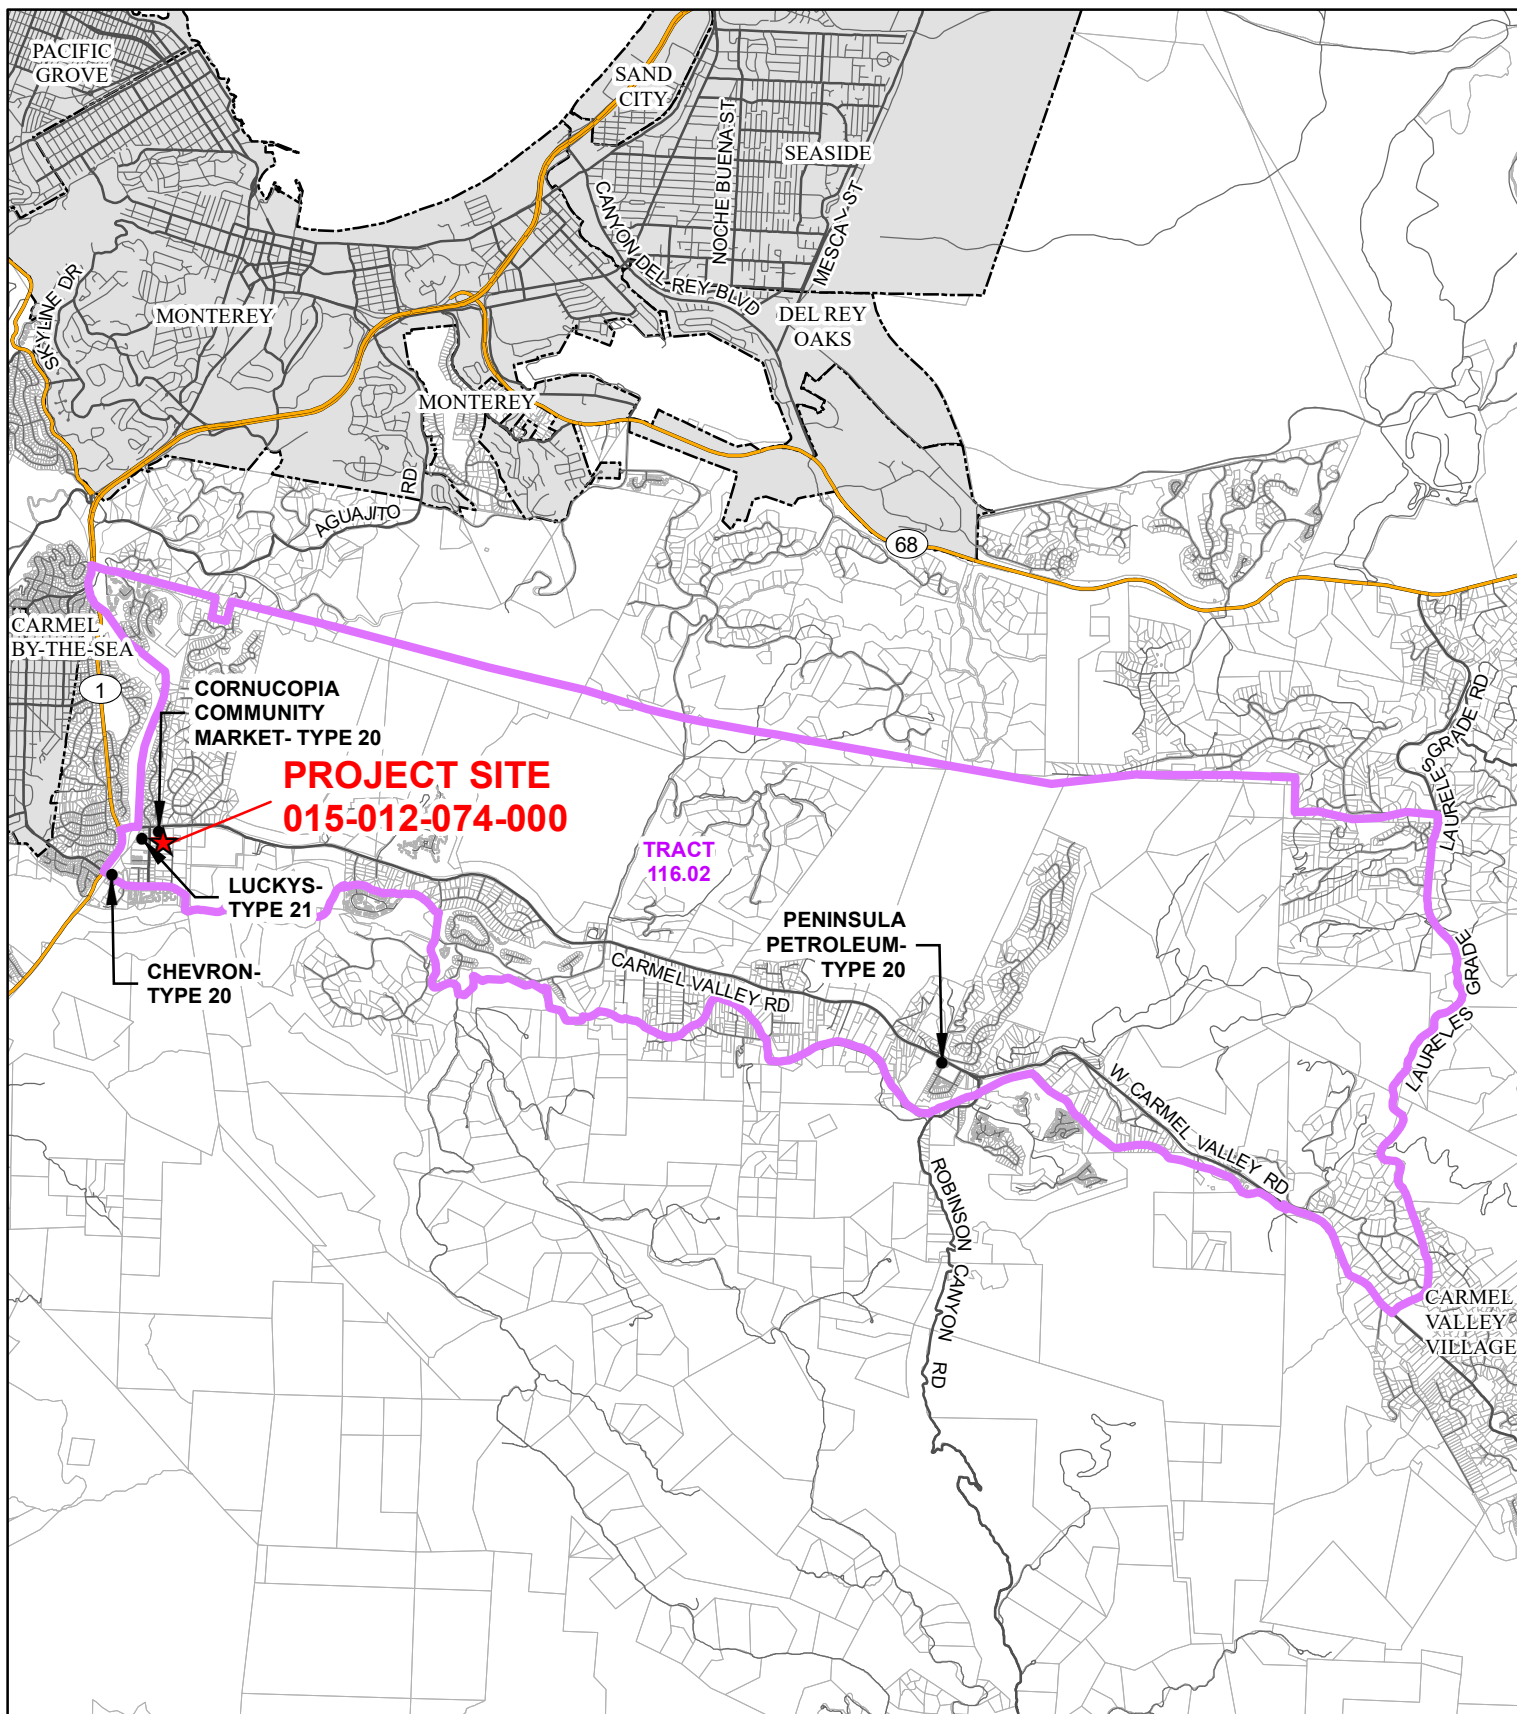 PACIFIC
GROVE
SAND
CITY
NOCHE BUENA ST
SEASIDE
CANYON DEL REY BLVD
MESCAL ST
SKYLINE DR
MONTEREY
DEL REY
OAKS
MONTEREY
AGUAJITO RD
68
CARMEL
BY-THE-SEA
1
CORNUCOPIA
COMMUNITY
MARKET- TYPE 20
PROJECT SITE
015-012-074-000
LAURELES GRADE RD
TRACT
116.02
LUCKYS-
TYPE 21
PENINSULA
PETROLEUM-
TYPE 20
CHEVRON-
TYPE 20
CARMEL VALLEY RD
LAURELES GRADE
W CARMEL VALLEY RD
ROBINSON CANYON RD
CARMEL
VALLEY
VILLAGE